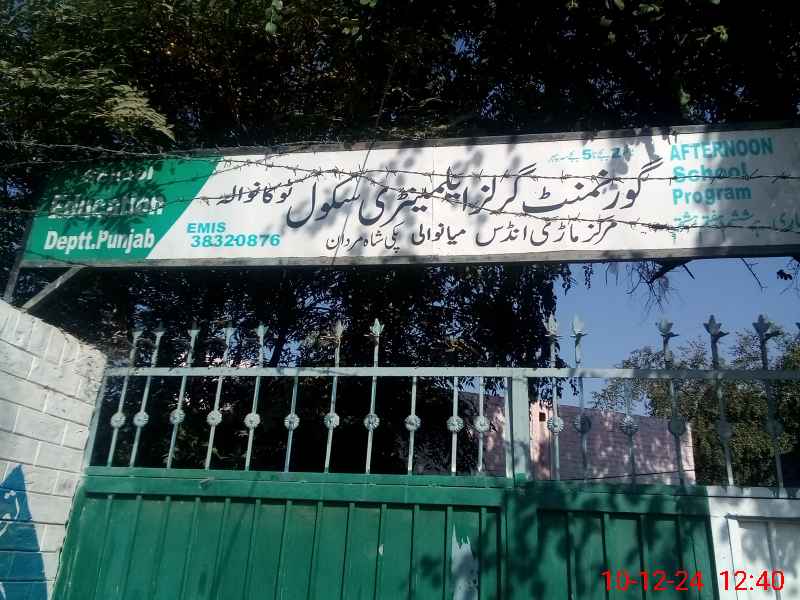 School
Education
Deptt.Punjab
EMIS
38320876
گورنمنٹ گرلز ایلیمینٹری سکول ٹوکانوالہ
مرکز ماڑی انڈس میانوالی پکی شاہ مردان
AFTERNOON
School
Program
10-12-24 12:40